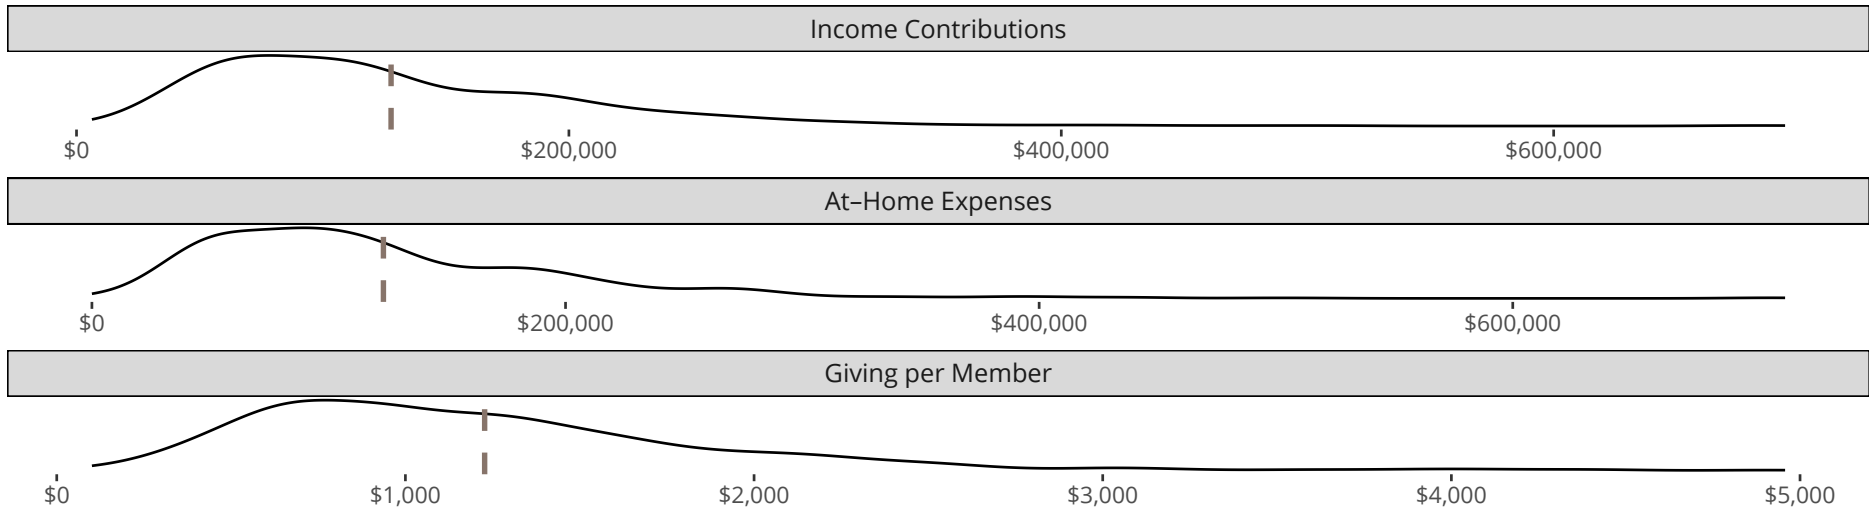 Income Contributions
$0 $200,000 $400,000 $600,000
At–Home Expenses
$0 $200,000 $400,000 $600,000
Giving per Member
$0 $1,000 $2,000 $3,000 $4,000 $5,000